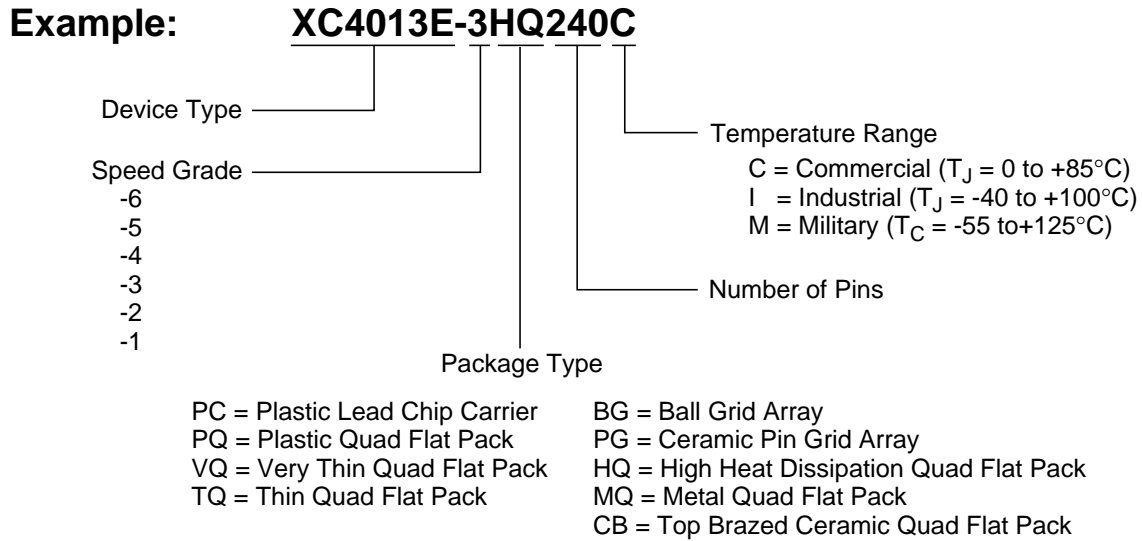 Example: XC4013E-3HQ240C
Device Type
Speed Grade
-6
-5
-4
-3
-2
-1
Temperature Range
C = Commercial (TJ = 0 to +85°C)
I = Industrial (TJ = -40 to +100°C)
M = Military (TC = -55 to+125°C)
Number of Pins
Package Type
PC = Plastic Lead Chip Carrier
PQ = Plastic Quad Flat Pack
VQ = Very Thin Quad Flat Pack
TQ = Thin Quad Flat Pack
BG = Ball Grid Array
PG = Ceramic Pin Grid Array
HQ = High Heat Dissipation Quad Flat Pack
MQ = Metal Quad Flat Pack
CB = Top Brazed Ceramic Quad Flat Pack